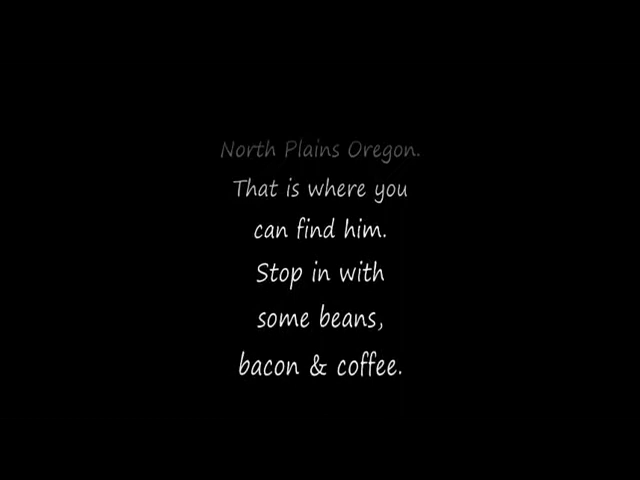 North Plains Oregon.
That is where you
can find him.
Stop in with
some beans,
bacon & coffee.